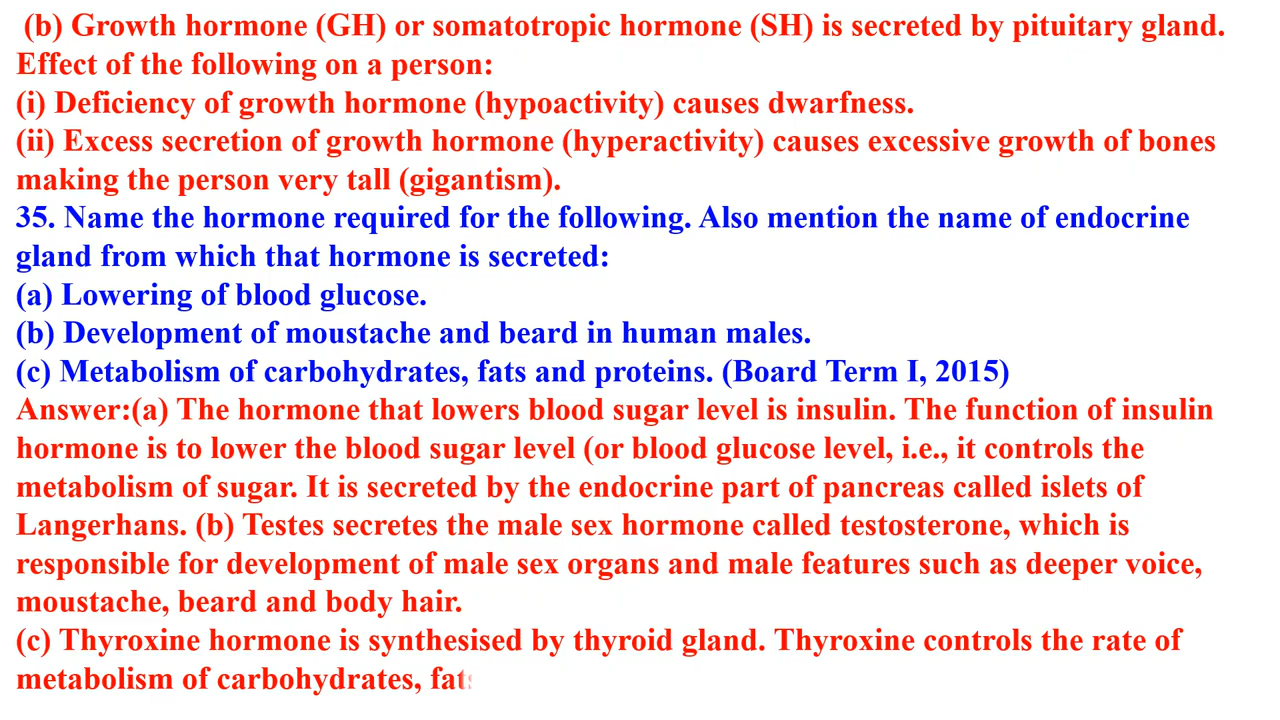 (b) Growth hormone (GH) or somatotropic hormone (SH) is secreted by pituitary gland.
Effect of the following on a person:
(i) Deficiency of growth hormone (hypoactivity) causes dwarfness.
(ii) Excess secretion of growth hormone (hyperactivity) causes excessive growth of bones
making the person very tall (gigantism).
35. Name the hormone required for the following. Also mention the name of endocrine
gland from which that hormone is secreted:
(a) Lowering of blood glucose.
(b) Development of moustache and beard in human males.
(c) Metabolism of carbohydrates, fats and proteins. (Board Term I, 2015)
Answer:(a) The hormone that lowers blood sugar level is insulin. The function of insulin
hormone is to lower the blood sugar level (or blood glucose level, i.e., it controls the
metabolism of sugar. It is secreted by the endocrine part of pancreas called islets of
Langerhans. (b) Testes secretes the male sex hormone called testosterone, which is
responsible for development of male sex organs and male features such as deeper voice,
moustache, beard and body hair.
(c) Thyroxine hormone is synthesised by thyroid gland. Thyroxine controls the rate of
metabolism of carbohydrates, fats